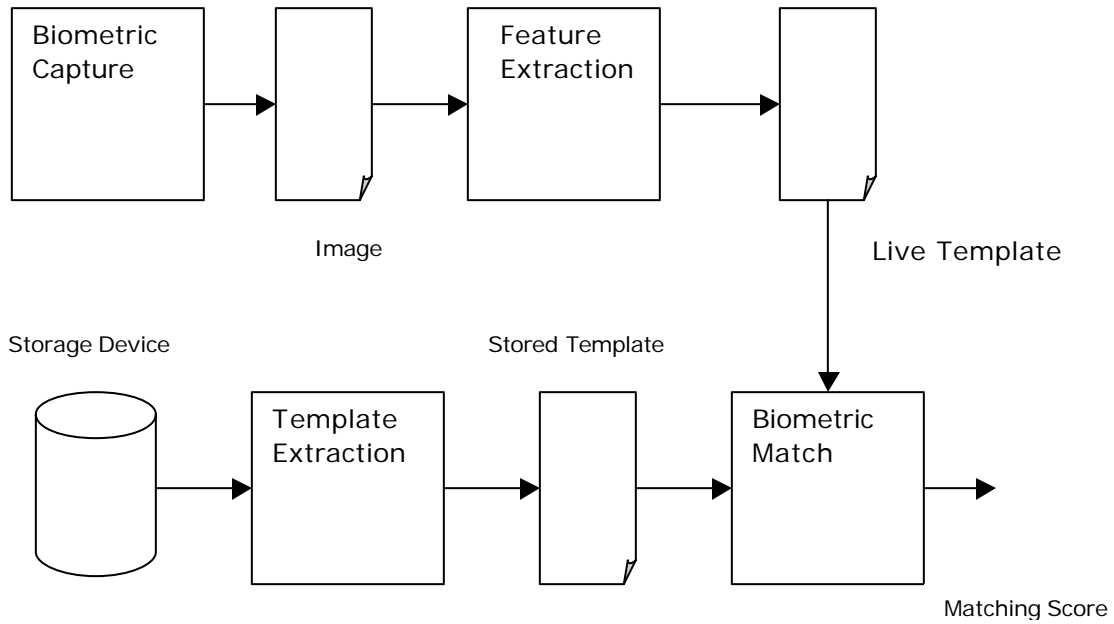 Biometric
Capture
Feature
Extraction
Image
Live Template
Storage Device
Stored Template
Template
Extraction
Biometric
Match
Matching Score